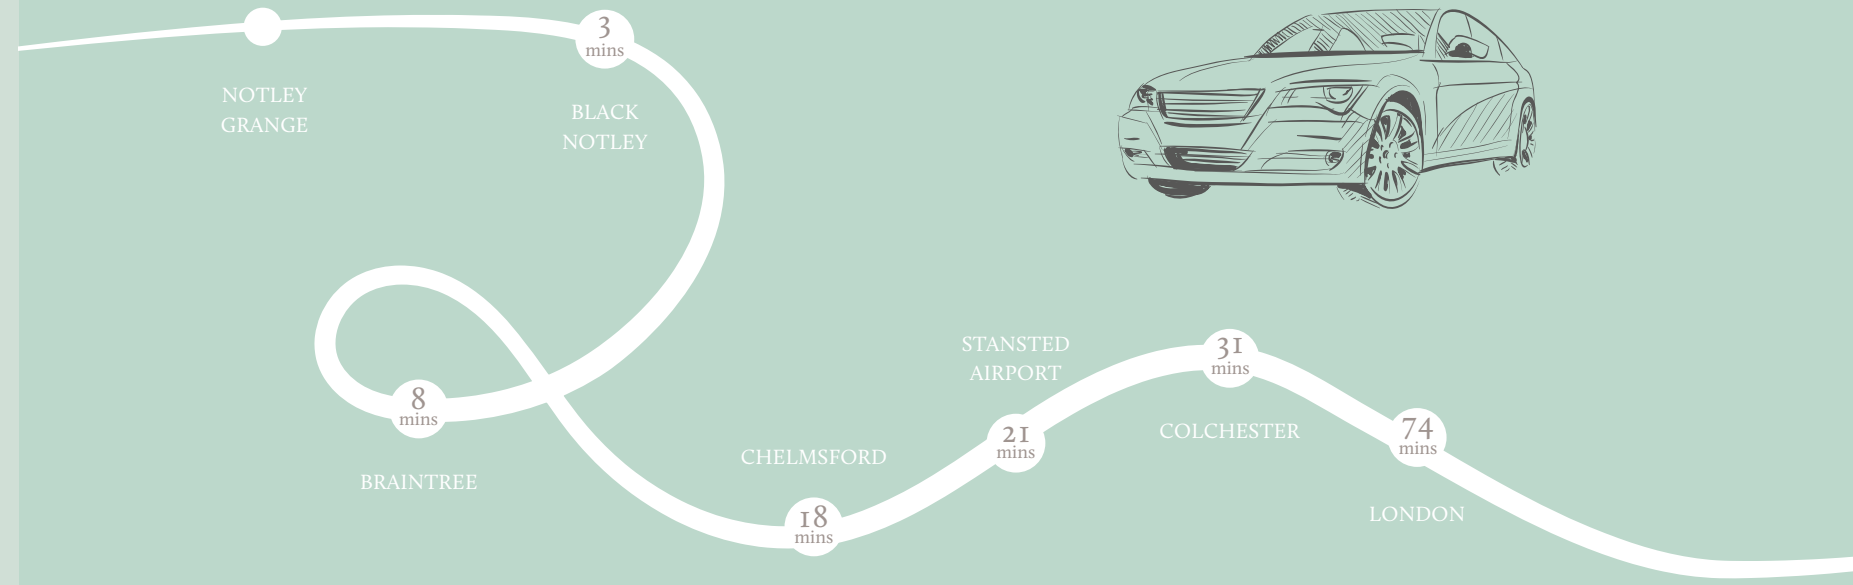 NOTLEY
GRANGE
3
mins
BLACK
NOTLEY
8
mins
BRAINTREE
CHELMSFORD
18
mins
STANSTED
AIRPORT
21
mins
31
mins
COLCHESTER
74
mins
LONDON